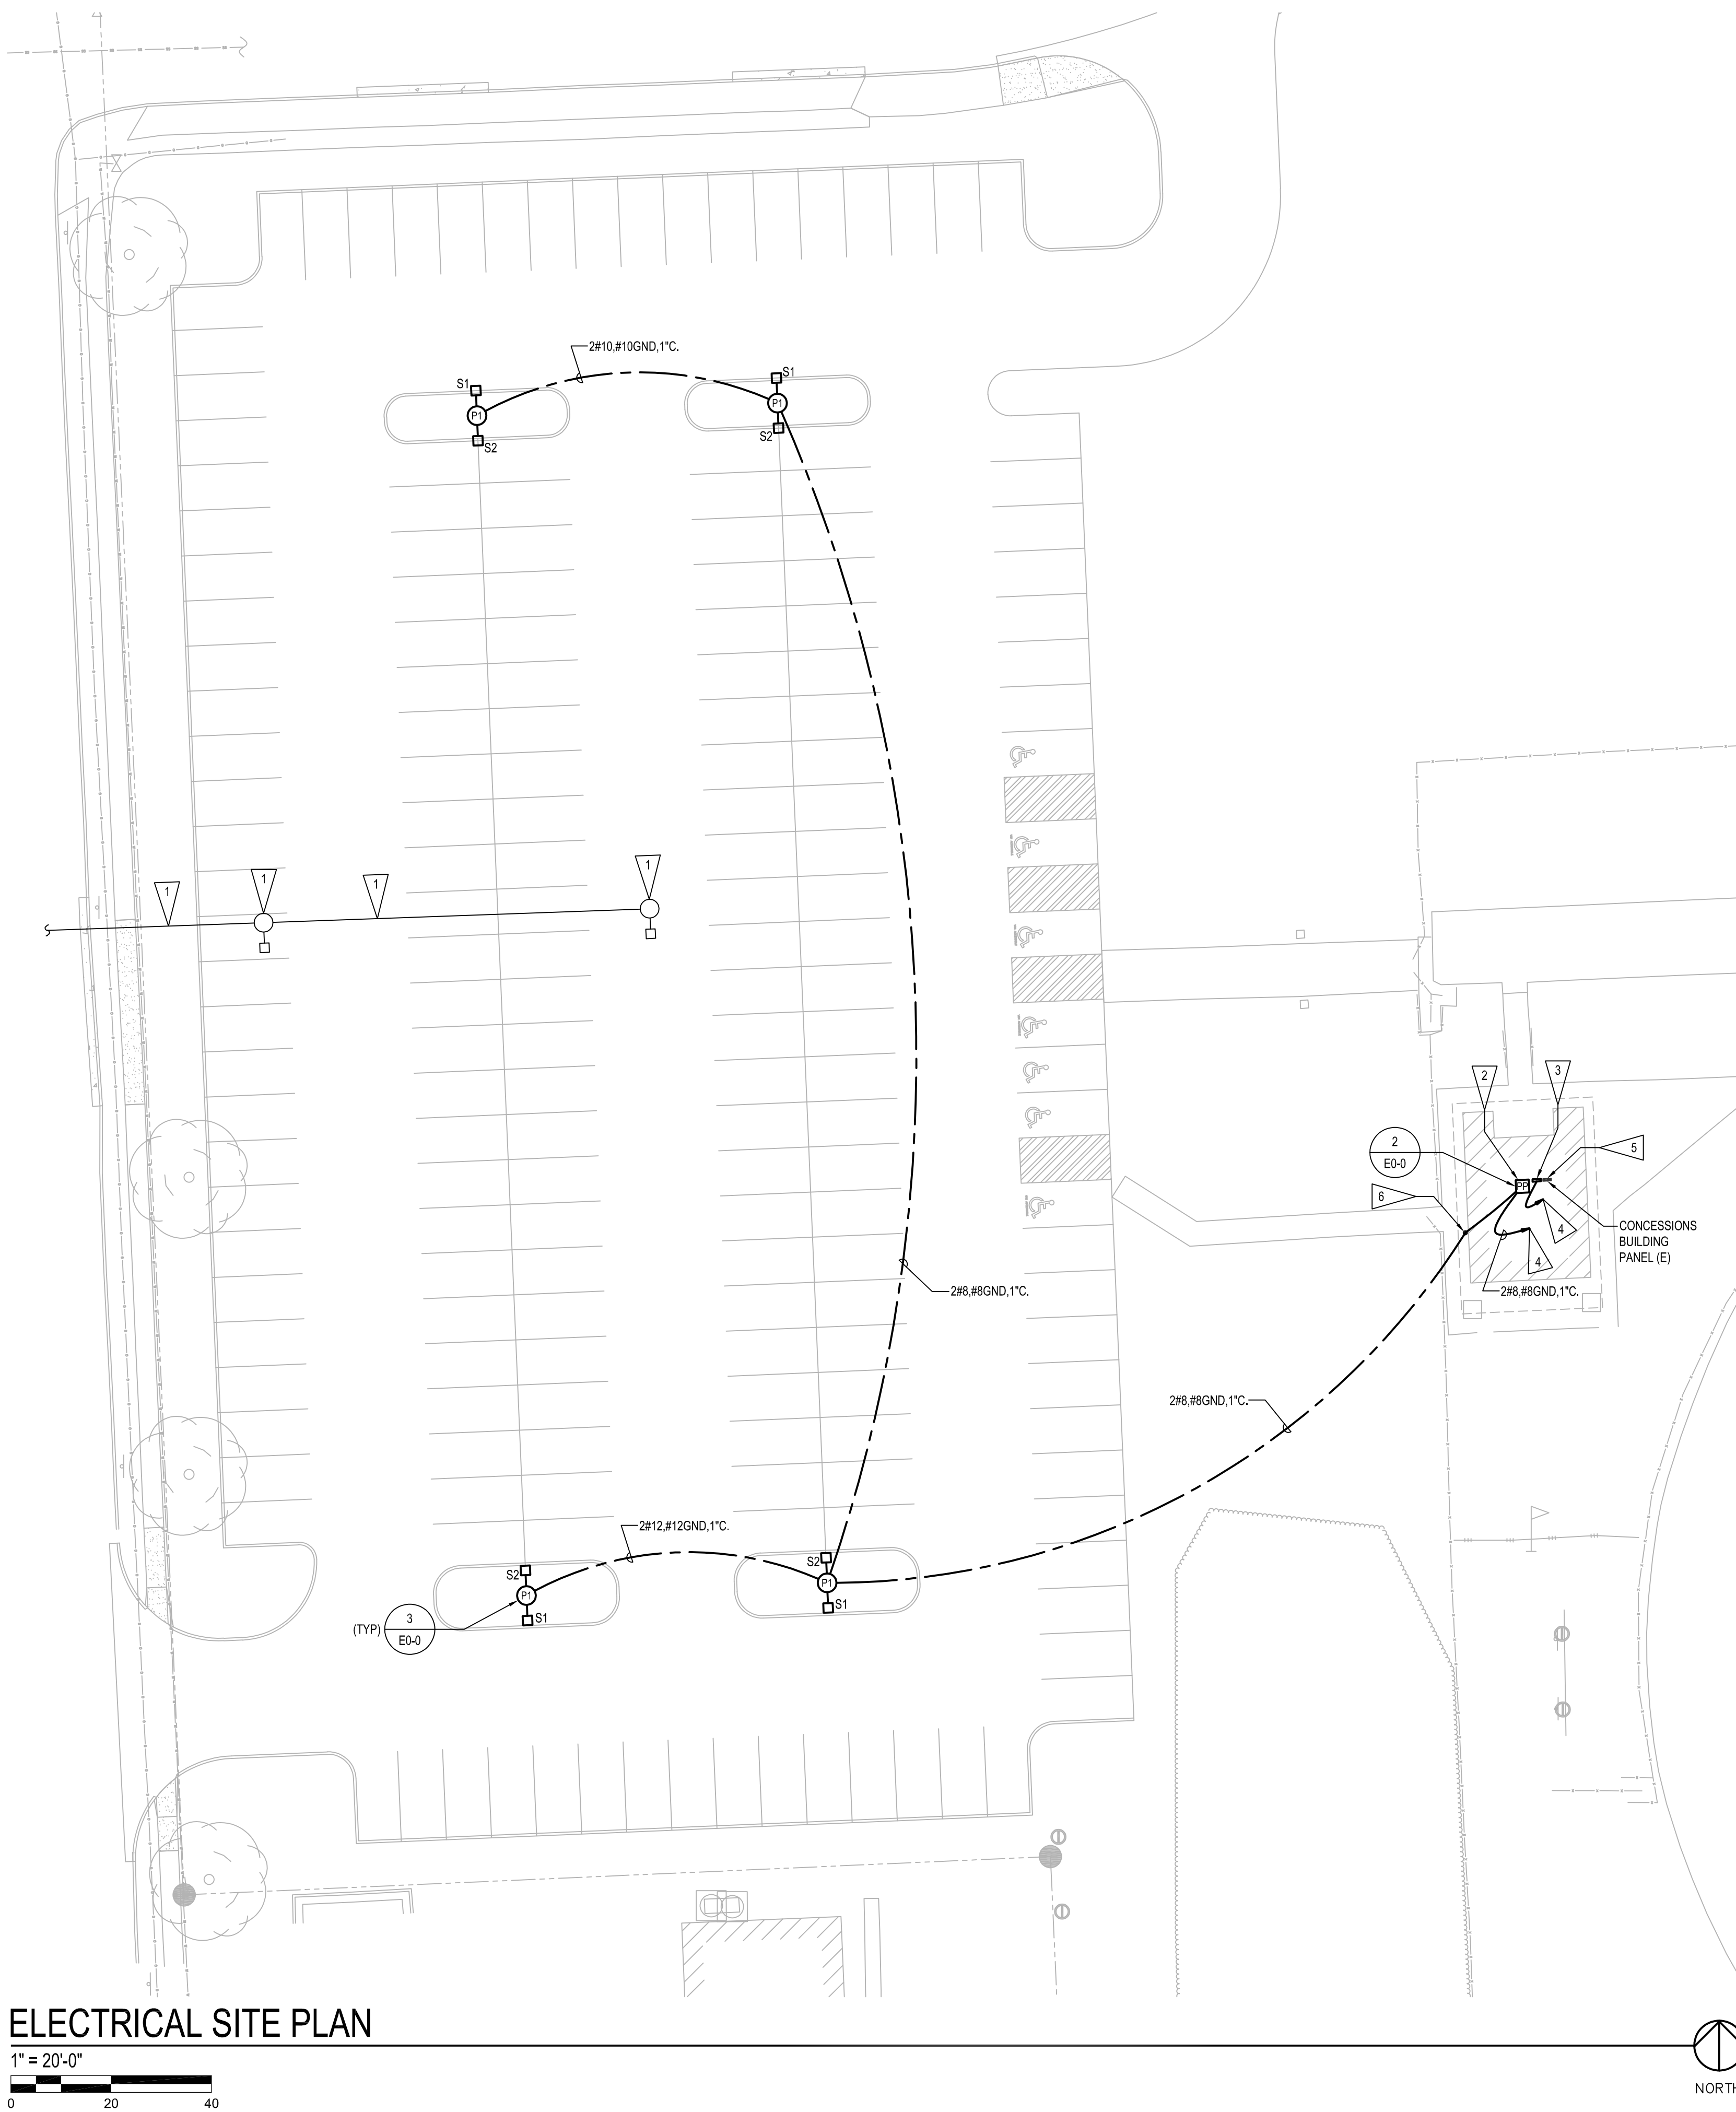 2#10,#10GND,1"C.
S1
S1
P1
P1
S2
S2
1
1
1
1
2
3
2
E0-0
5
6
PP
4
CONCESSIONS
BUILDING
PANEL (E)
4
2#8,#8GND,1"C.
2#8,#8GND,1"C.
2#8,#8GND,1"C.
2#12,#12GND,1"C.
S2
S2
P1
P1
S1
S1
(TYP)
3
E0-0
ELECTRICAL SITE PLAN
1" = 20'-0"
0
20
40
NORTH